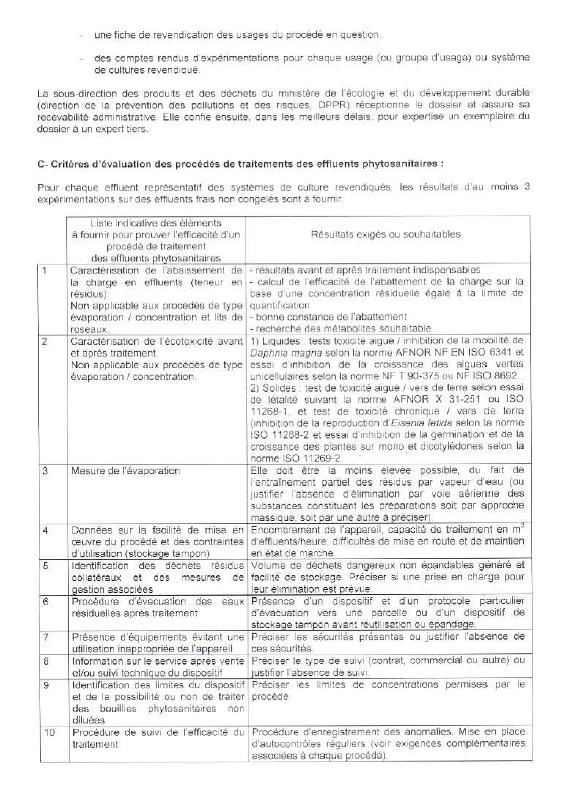 - une fiche de revendication des usages du procédé en question,
- des comptes rendus d'expérimentations pour chaque usage (ou groupe d'usage) ou système
de cultures revendiqué.
La sous-direction des produits et des déchets du ministère de l'écologie et du développement durable
(direction de la prévention des pollutions et des risques, DPPR) réceptionne le dossier et assure sa
recevabilité administrative. Elle confie ensuite, dans les meilleurs délais, pour expertise un exemplaire du
dossier à un expert tiers.
C- Critères d'évaluation des procédés de traitements des effluents phytosanitaires :
Pour chaque effluent représentatif des systèmes de culture revendiqués, les résultats d'au moins 3
expérimentations sur des effluents frais non congelés sont à fournir.
Liste indicative des éléments
à fournir pour prouver l'efficacité d'un
procédé de traitement
des effluents phytosanitaires
Résultats exigés ou souhaitables
1
Caractérisation de l'abaissement de
la charge en effluents (teneur en
résidus).
Non applicable aux procédés de type
évaporation / concentration et lits de
roseaux.
- résultats avant et après traitement indispensables
- calcul de l'efficacité de l'abattement de la charge sur la
base d'une concentration résiduelle égale à la limite de
quantification
- bonne constance de l'abattement
- recherche des métabolites souhaitable
2
Caractérisation de l'écotoxicité avant
et après traitement
Non applicable aux procédés de type
évaporation / concentration.
1) Liquides : tests toxicité aigue / inhibition de la mobilité de
Daphnia magna selon la norme AFNOR NF EN ISO 6341 et
essai d'inhibition de la croissance des algues vertes
unicellulaires selon la norme NF T 90-375 ou NF ISO 8692.
2) Solides : test de toxicité aigue / vers de terre selon essai
de létalité suivant la norme AFNOR X 31-251 ou ISO
11268-1, et test de toxicité chronique / vers de terre
(inhibition de la reproduction d'Eisenia fetida selon la norme
ISO 11268-2 et essai d'inhibition de la germination et de la
croissance des plantes sur mono et dicotylédones selon la
norme ISO 11269-2.
3
Mesure de l'évaporation
Elle doit être la moins élevée possible, du fait de
l'entraînement partiel des résidus par vapeur d'eau (ou
justifier l'absence d'élimination par voie aérienne des
substances constituant les préparations soit par approche
massique, soit par une autre à préciser).
4
Données sur la facilité de mise en
œuvre du procédé et des contraintes
d'utilisation (stockage tampon)
Encombrement de l'appareil, capacité de traitement en m³
d'effluents/heure, difficultés de mise en route et de maintien
en état de marche
5
Identification des déchets résidus
collatéraux et des mesures de
gestion associées
Volume de déchets dangereux non épandables généré et
facilité de stockage. Préciser si une prise en charge pour
leur élimination est prévue.
6
Procédure d'évacuation des eaux
résiduelles après traitement
Présence d'un dispositif et d'un protocole particulier
d'évacuation vers une parcelle ou d'un dispositif de
stockage tampon avant réutilisation ou épandage.
7
Présence d'équipements évitant une
utilisation inappropriée de l'appareil
Préciser les sécurités présentes ou justifier l'absence de
ces sécurités.
8
Information sur le service après vente
et/ou suivi technique du dispositif
Préciser le type de suivi (contrat, commercial ou autre) ou
justifier l'absence de suivi.
9
Identification des limites du dispositif
et de la possibilité ou non de traiter
des bouillies phytosanitaires non
diluées
Préciser les limites de concentrations permises par le
procédé.
10
Procédure de suivi de l'efficacité du
traitement
Procédure d'enregistrement des anomalies. Mise en place
d'autocontrôles réguliers (voir exigences complémentaires
associées à chaque procédé).